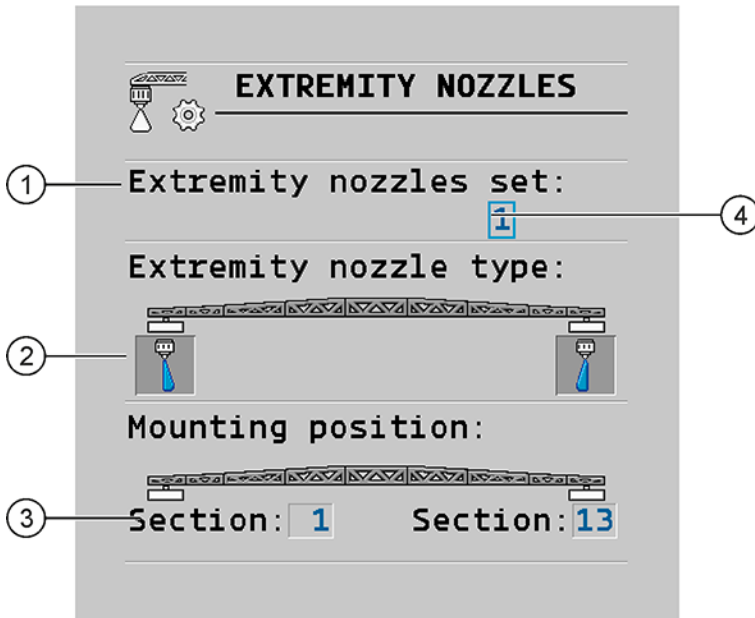 EXTREMITY NOZZLES
1 Extremity nozzles set:
1 4
Extremity nozzle type:
2
Mounting position:
3 Section: 1 Section: 13